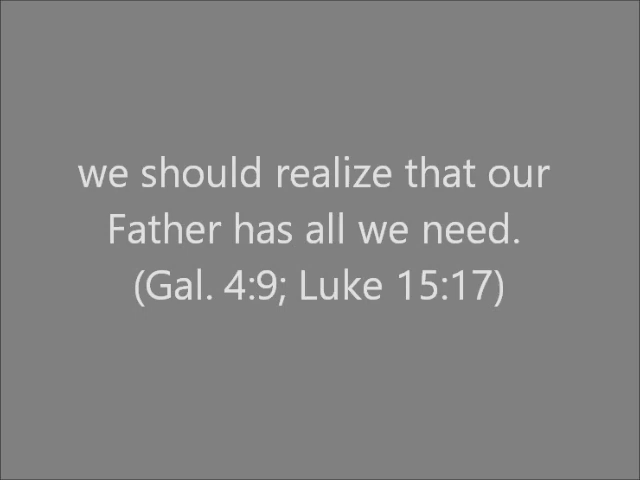 we should realize that our
Father has all we need.
(Gal. 4:9; Luke 15:17)